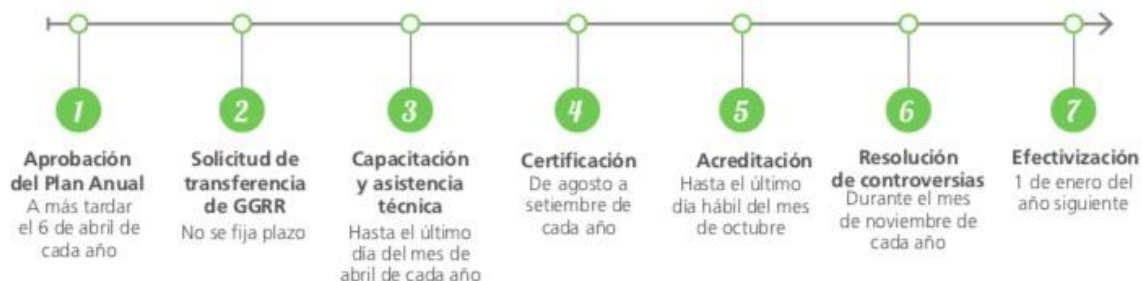 1
Aprobación
del Plan Anual
A más tardar
el 6 de abril de
cada año
2
Solicitud de
transferencia
de GGRR
No se fija plazo
3
Capacitación
y asistencia
técnica
Hasta el último
día del mes de
abril de cada año
4
Certificación
De agosto a
setiembre de
cada año
5
Acreditación
Hasta el último
día hábil del mes
de octubre
6
Resolución
de controversias
Durante el mes
de noviembre de
cada año
7
Efectivización
1 de enero del
año siguiente